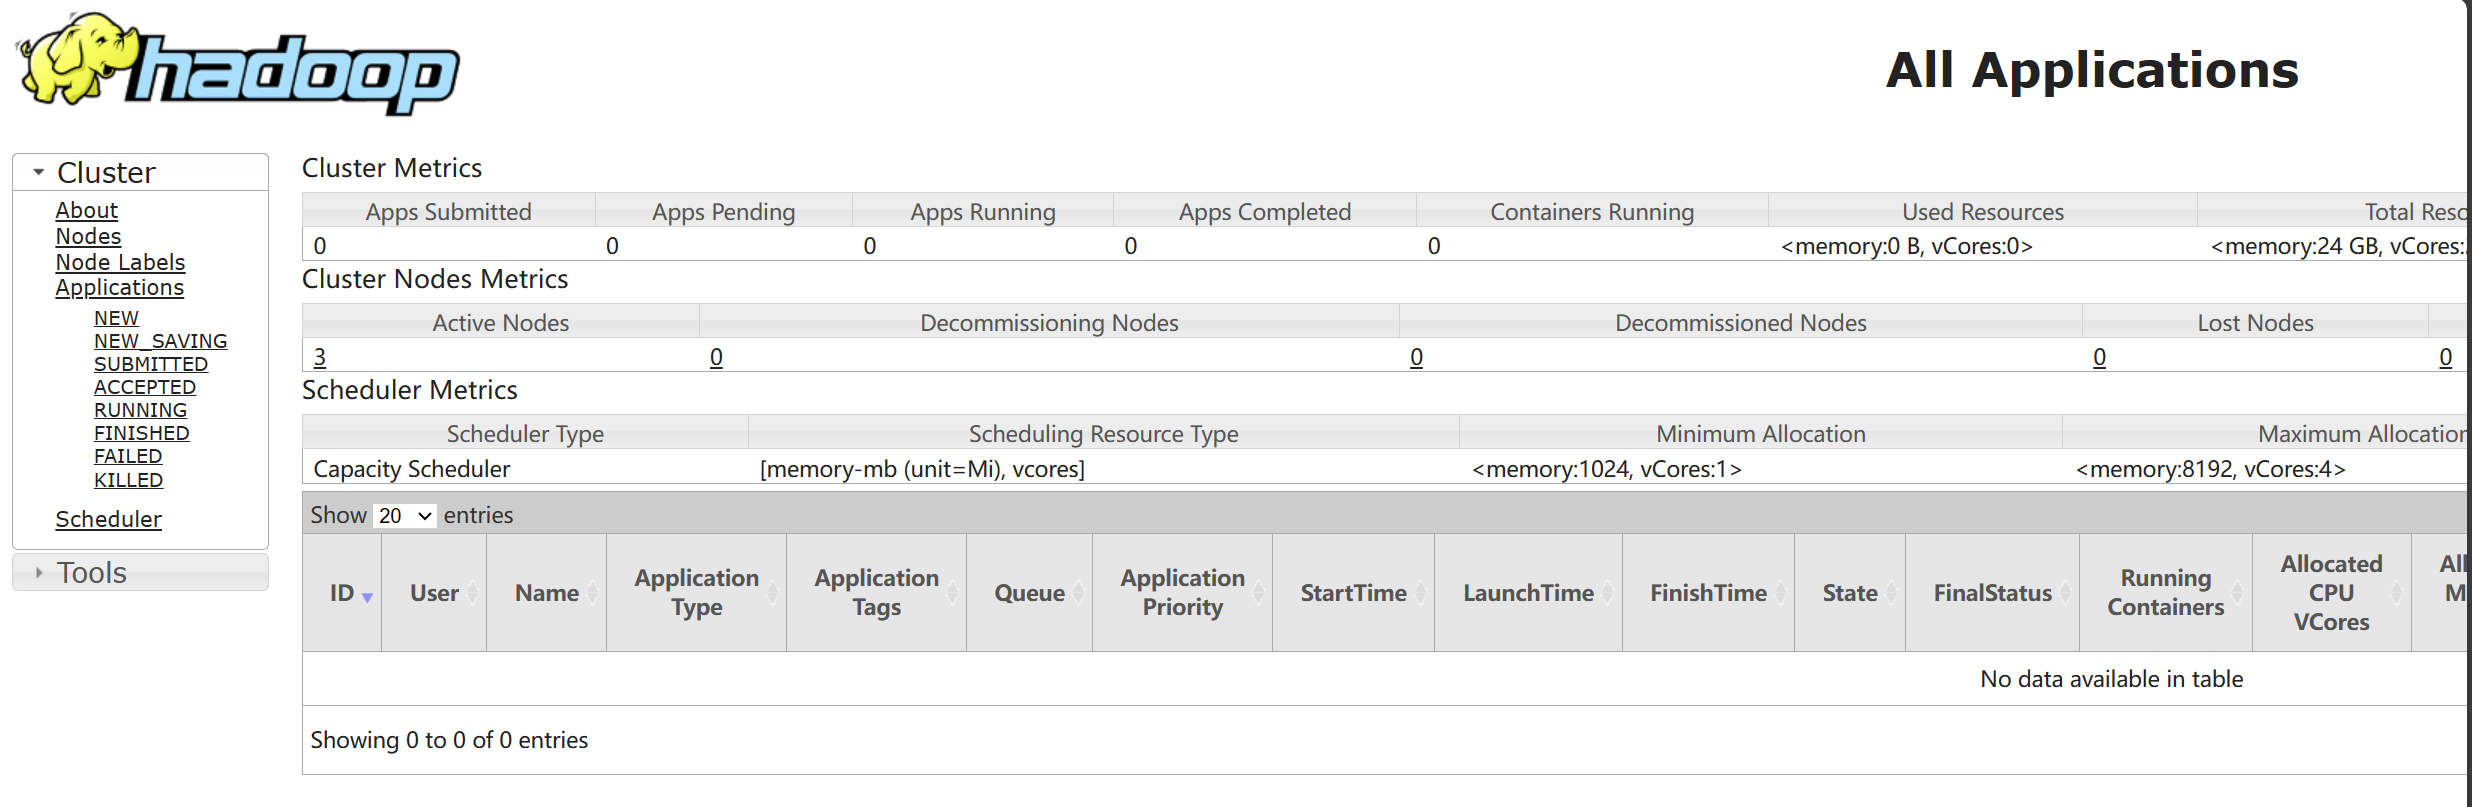 hadoop
All Applications
Cluster
About
Nodes
Node Labels
Applications
NEW
NEW_SAVING
SUBMITTED
ACCEPTED
RUNNING
FINISHED
FAILED
KILLED
Scheduler
Tools
Cluster Metrics
Apps Submitted Apps Pending Apps Running Apps Completed Containers Running Used Resources Total Reso
0 0 0 0 0 <memory:0 B, vCores:0> <memory:24 GB, vCores:
Cluster Nodes Metrics
Active Nodes Decommissioning Nodes Decommissioned Nodes Lost Nodes
3 0 0 0 0
Scheduler Metrics
Scheduler Type Scheduling Resource Type Minimum Allocation Maximum Allocation
Capacity Scheduler [memory-mb (unit=Mi), vcores] <memory:1024, vCores:1> <memory:8192, vCores:4>
Show 20 entries
ID User Name Application Type Application Tags Queue Application Priority StartTime LaunchTime FinishTime State FinalStatus Running Containers Allocated CPU VCores
No data available in table
Showing 0 to 0 of 0 entries